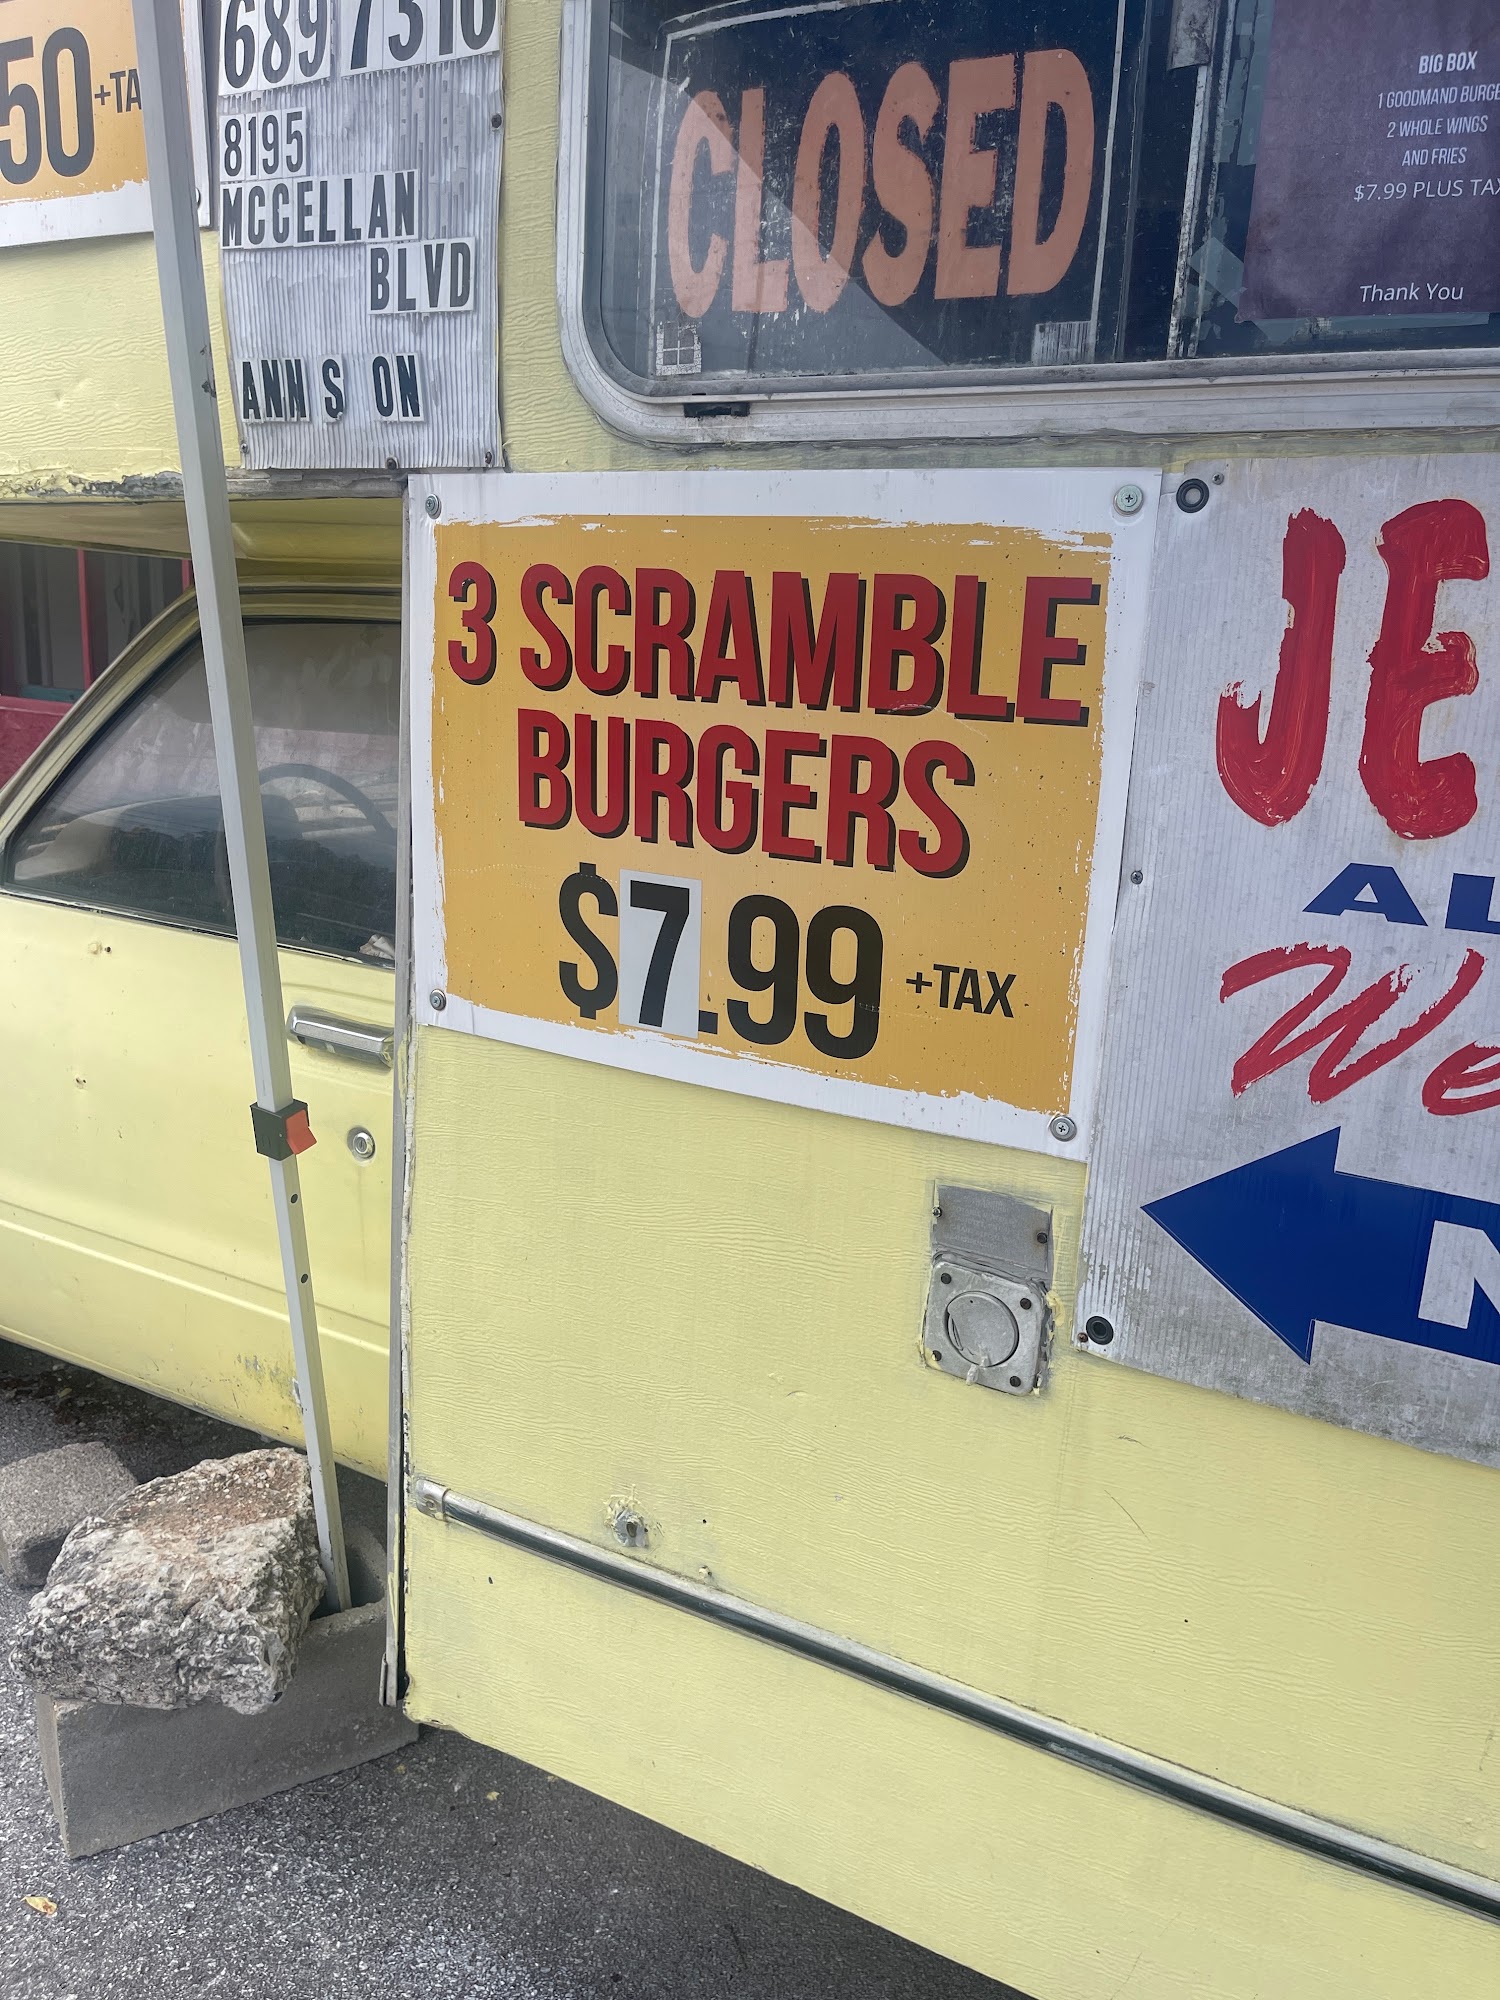 50 +TA
689 7310
8195
MCCELLAN
BLVD
ANN S ON
CLOSED
BIG BOX
1 GOODMAND BURGE
2 WHOLE WINGS
AND FRIES
$7.99 PLUS TAX
Thank You
3 SCRAMBLE
BURGERS
$7.99 +TAX
JE
AL
We
N